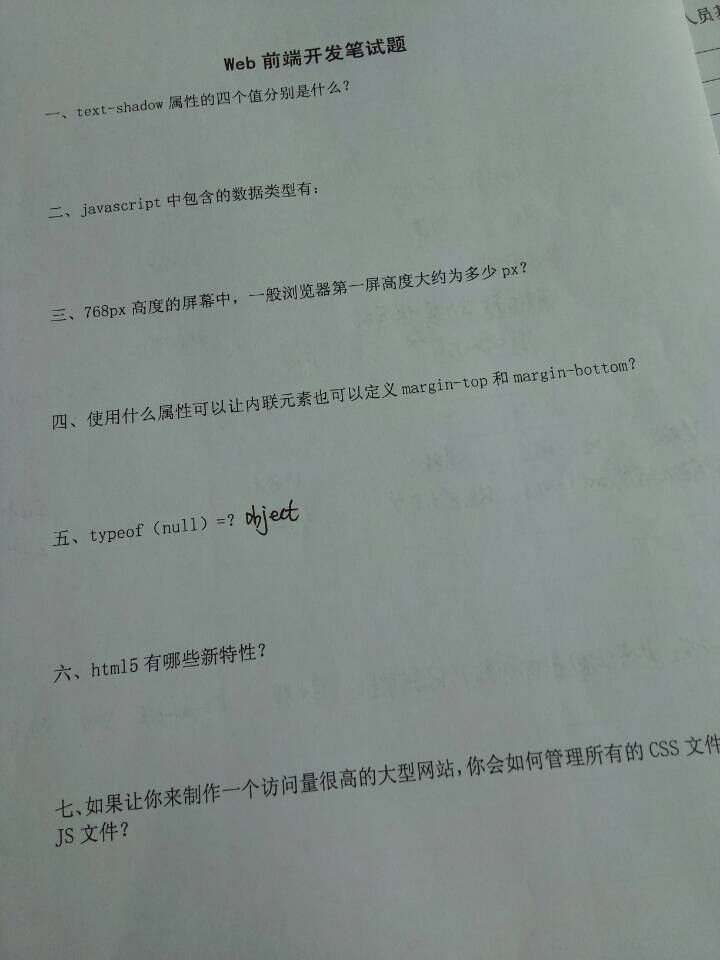 人员
Web 前端开发笔试题
一、text-shadow 属性的四个值分别是什么？
二、javascript 中包含的数据类型有：
三、768px 高度的屏幕中，一般浏览器第一屏高度大约为多少 px？
四、使用什么属性可以让内联元素也可以定义 margin-top 和 margin-bottom？
五、typeof（null）=？object
六、html5 有哪些新特性？
七、如果让你来制作一个访问量很高的大型网站，你会如何管理所有的 CSS 文件
JS 文件？